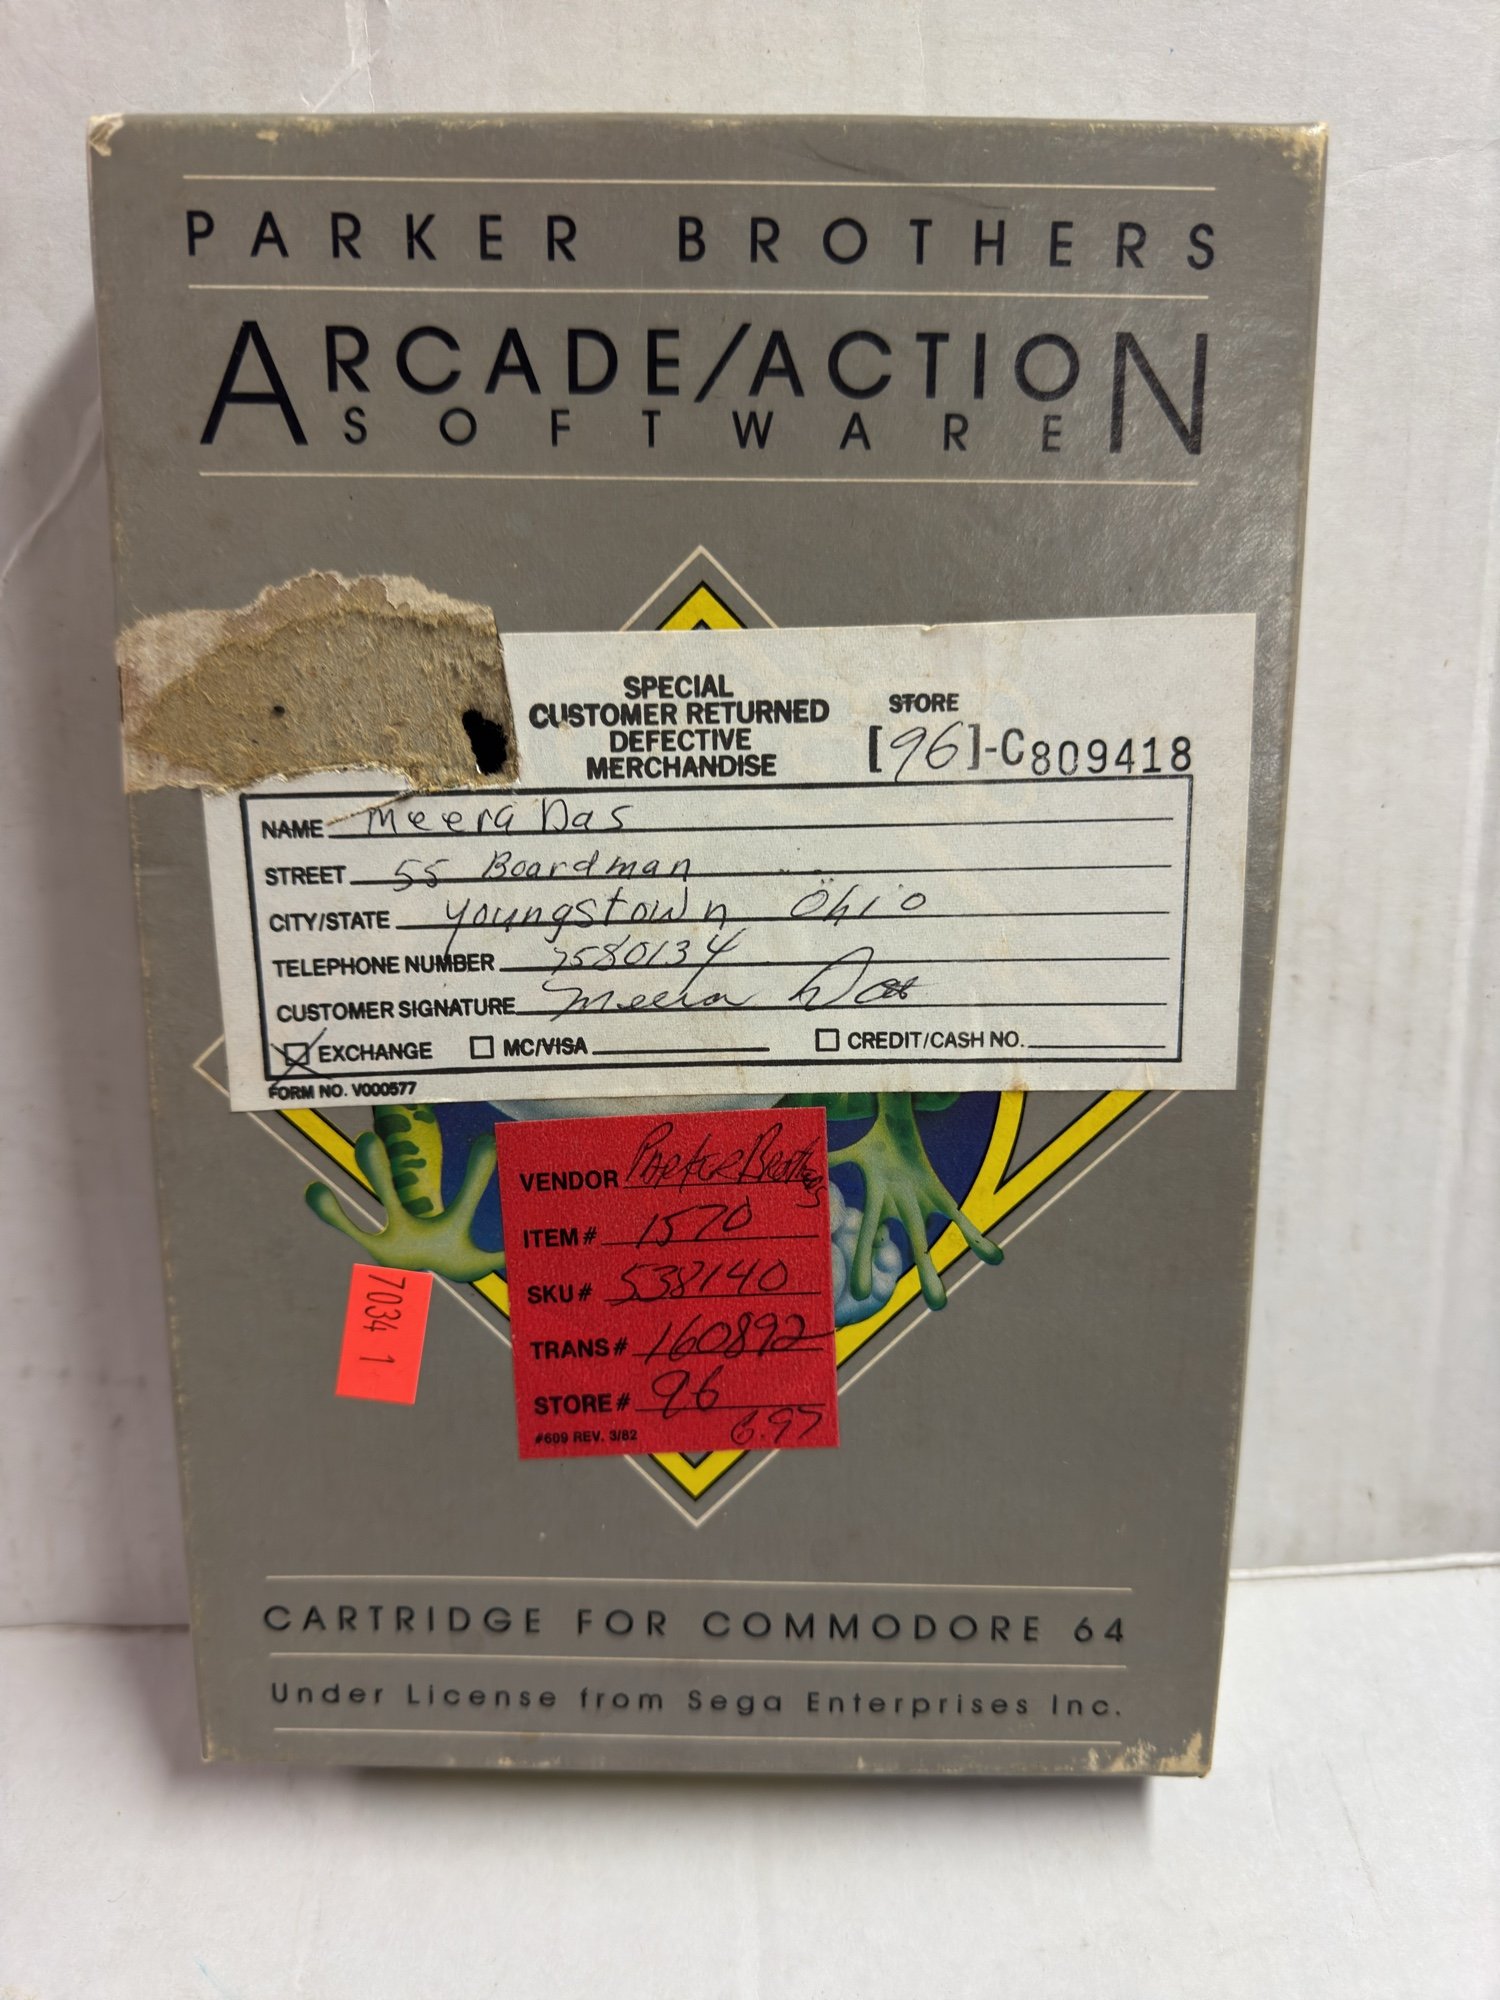 PARKER BROTHERS
ARCADE/ACTION
SOFTWARE
SPECIAL
CUSTOMER RETURNED
DEFECTIVE
MERCHANDISE
STORE
[96]-C809418
NAME Meera Das
STREET 55 Boardman
CITY/STATE Youngstown Ohio
TELEPHONE NUMBER 7580134
CUSTOMER SIGNATURE Meera Das
EXCHANGE MC/VISA CREDIT/CASH NO.
FORM NO. V000577
VENDOR Parker Brothers
ITEM# 1570
SKU# 538140
TRANS# 160892
STORE# 96
#609 REV. 3/82 6.97
7034 1
CARTRIDGE FOR COMMODORE 64
Under License from Sega Enterprises Inc.